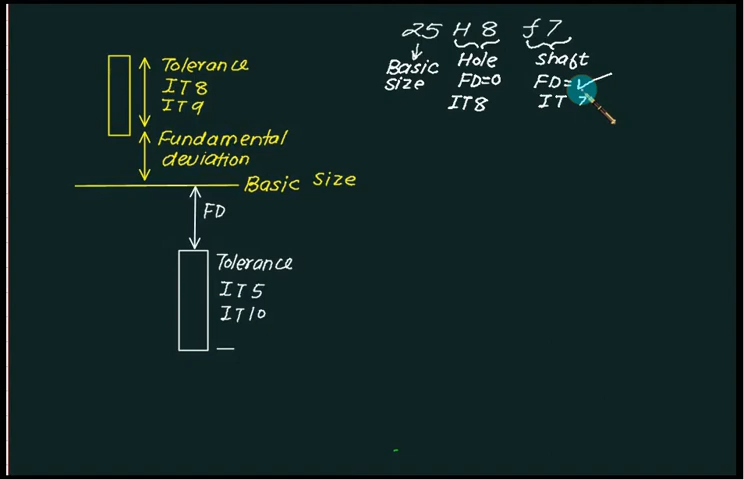 25 H 8 f 7
Basic size
Hole
FD=0
IT8
Shaft
FD=
IT 7
Tolerance
IT8
IT9
Fundamental
deviation
Basic Size
FD
Tolerance
IT5
IT10